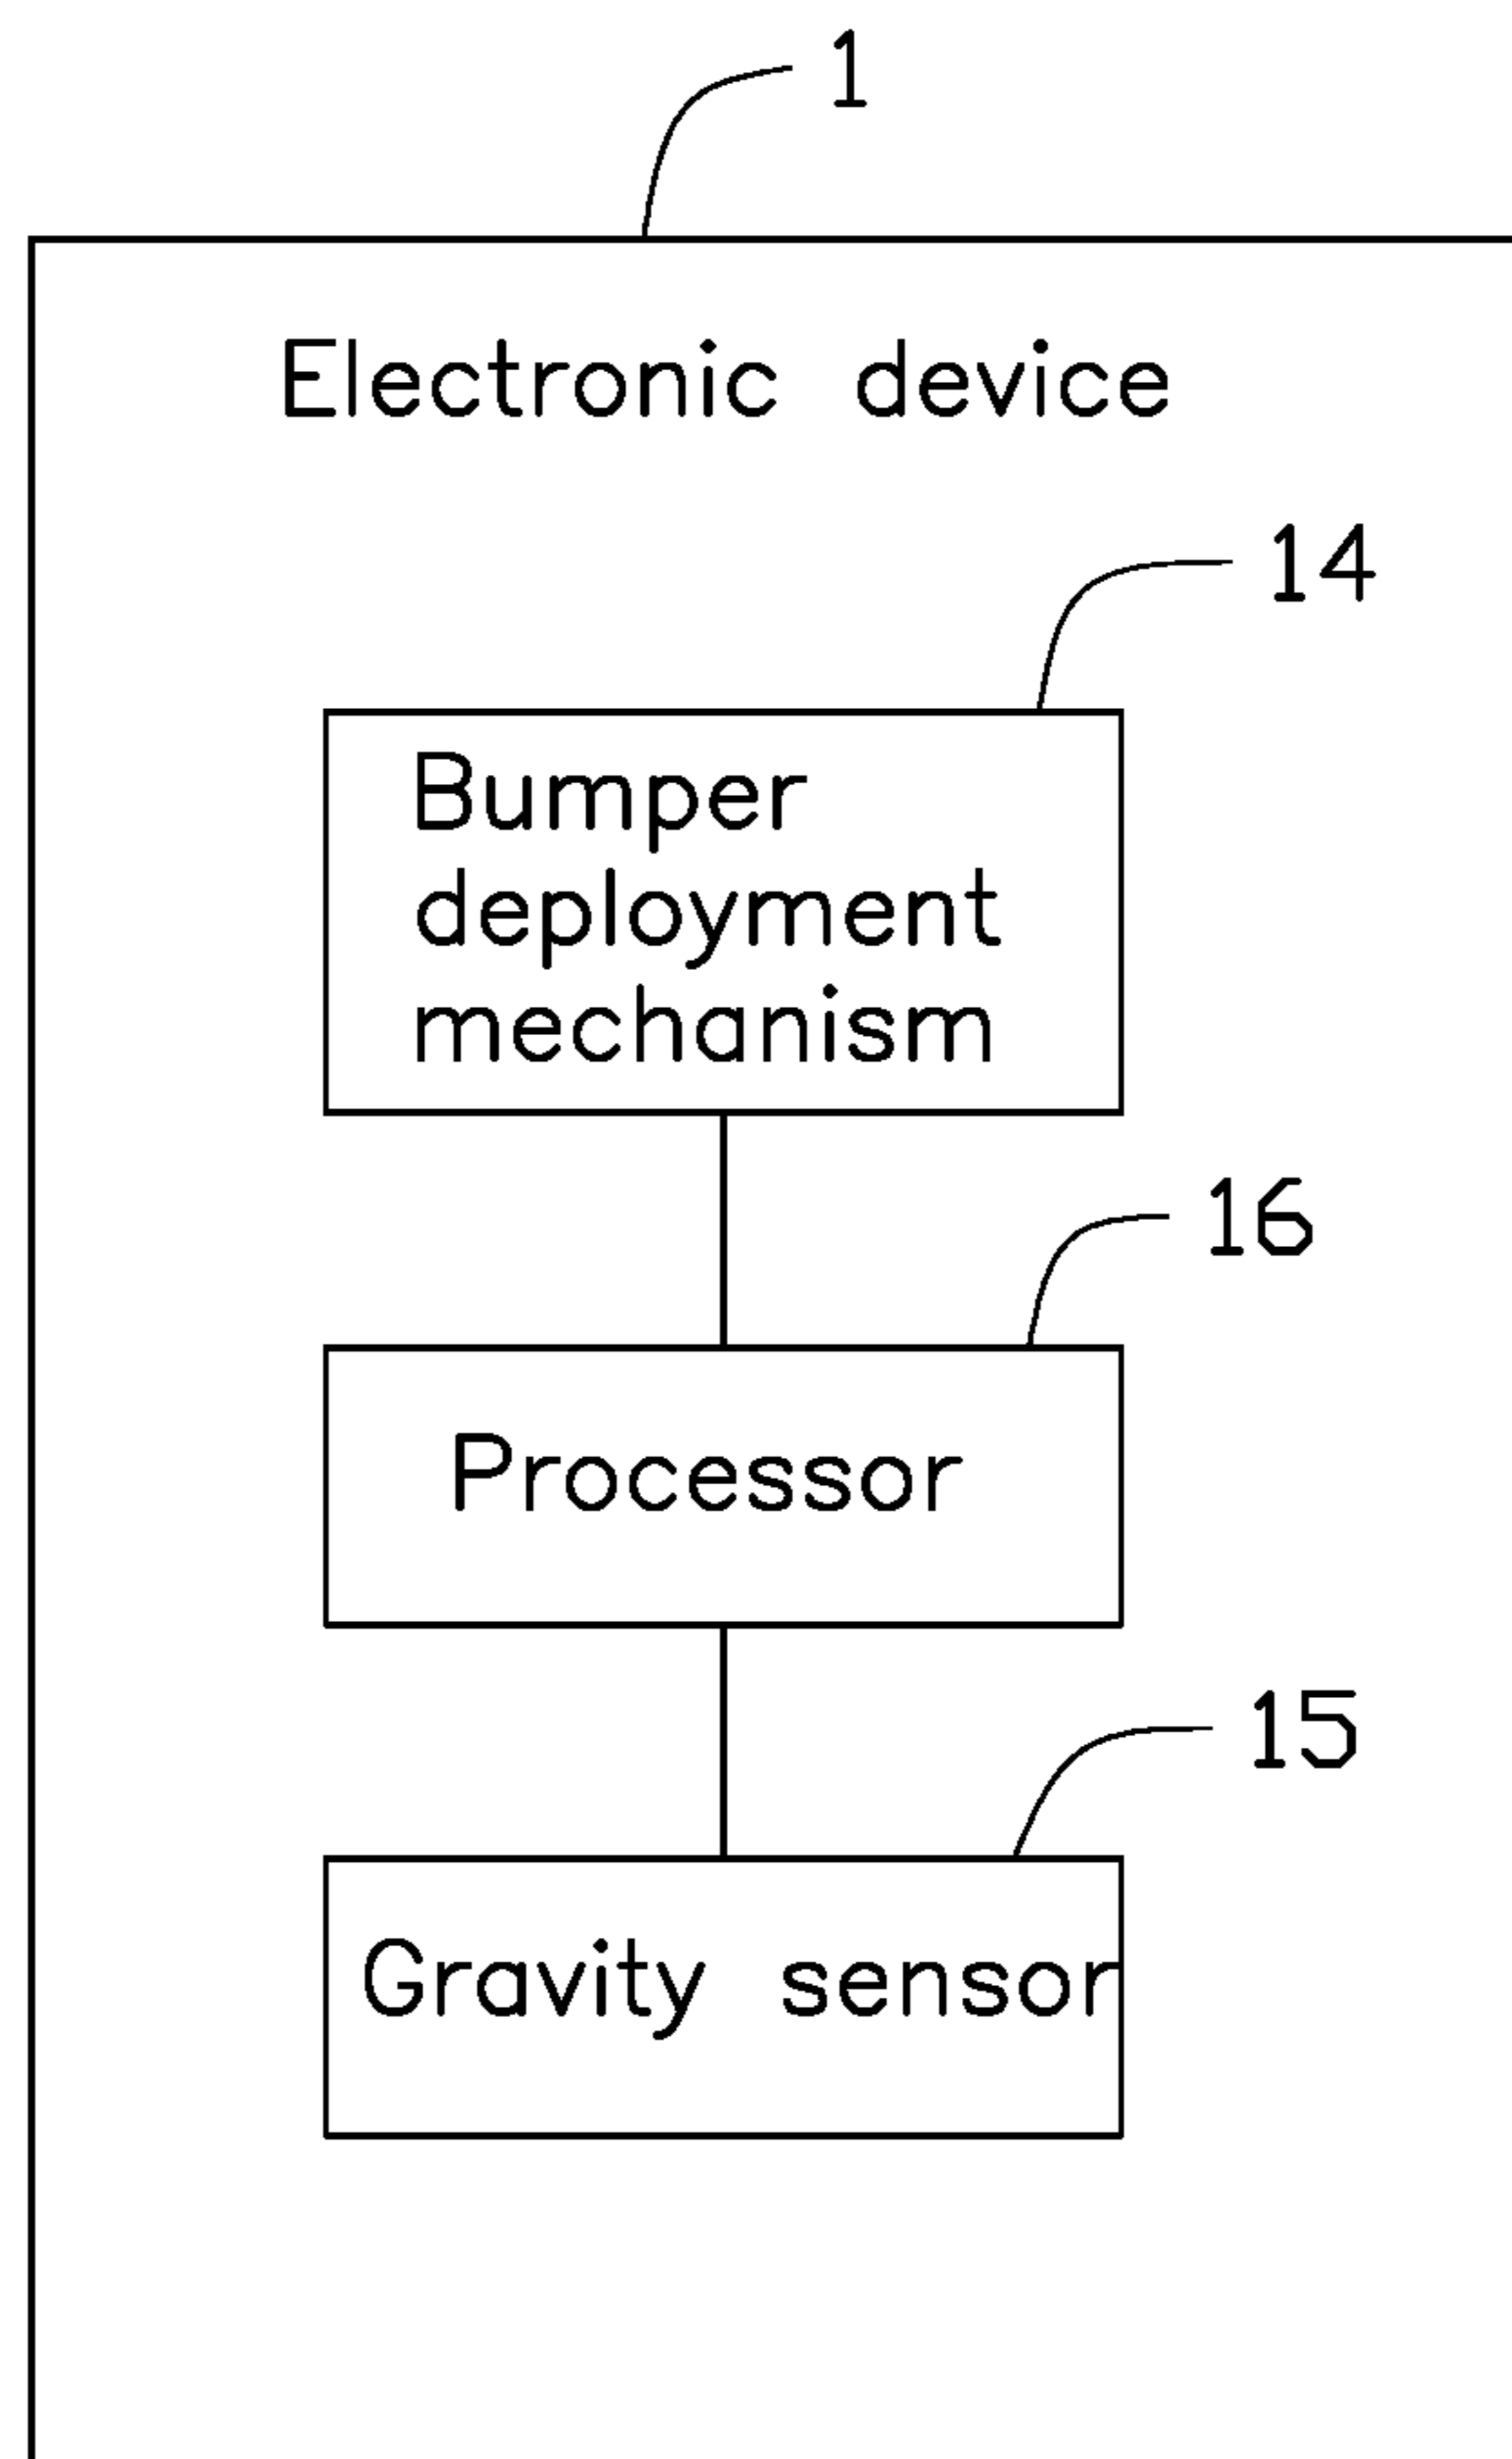 1
Electronic device
14
Bumper
deployment
mechanism
16
Processor
15
Gravity sensor